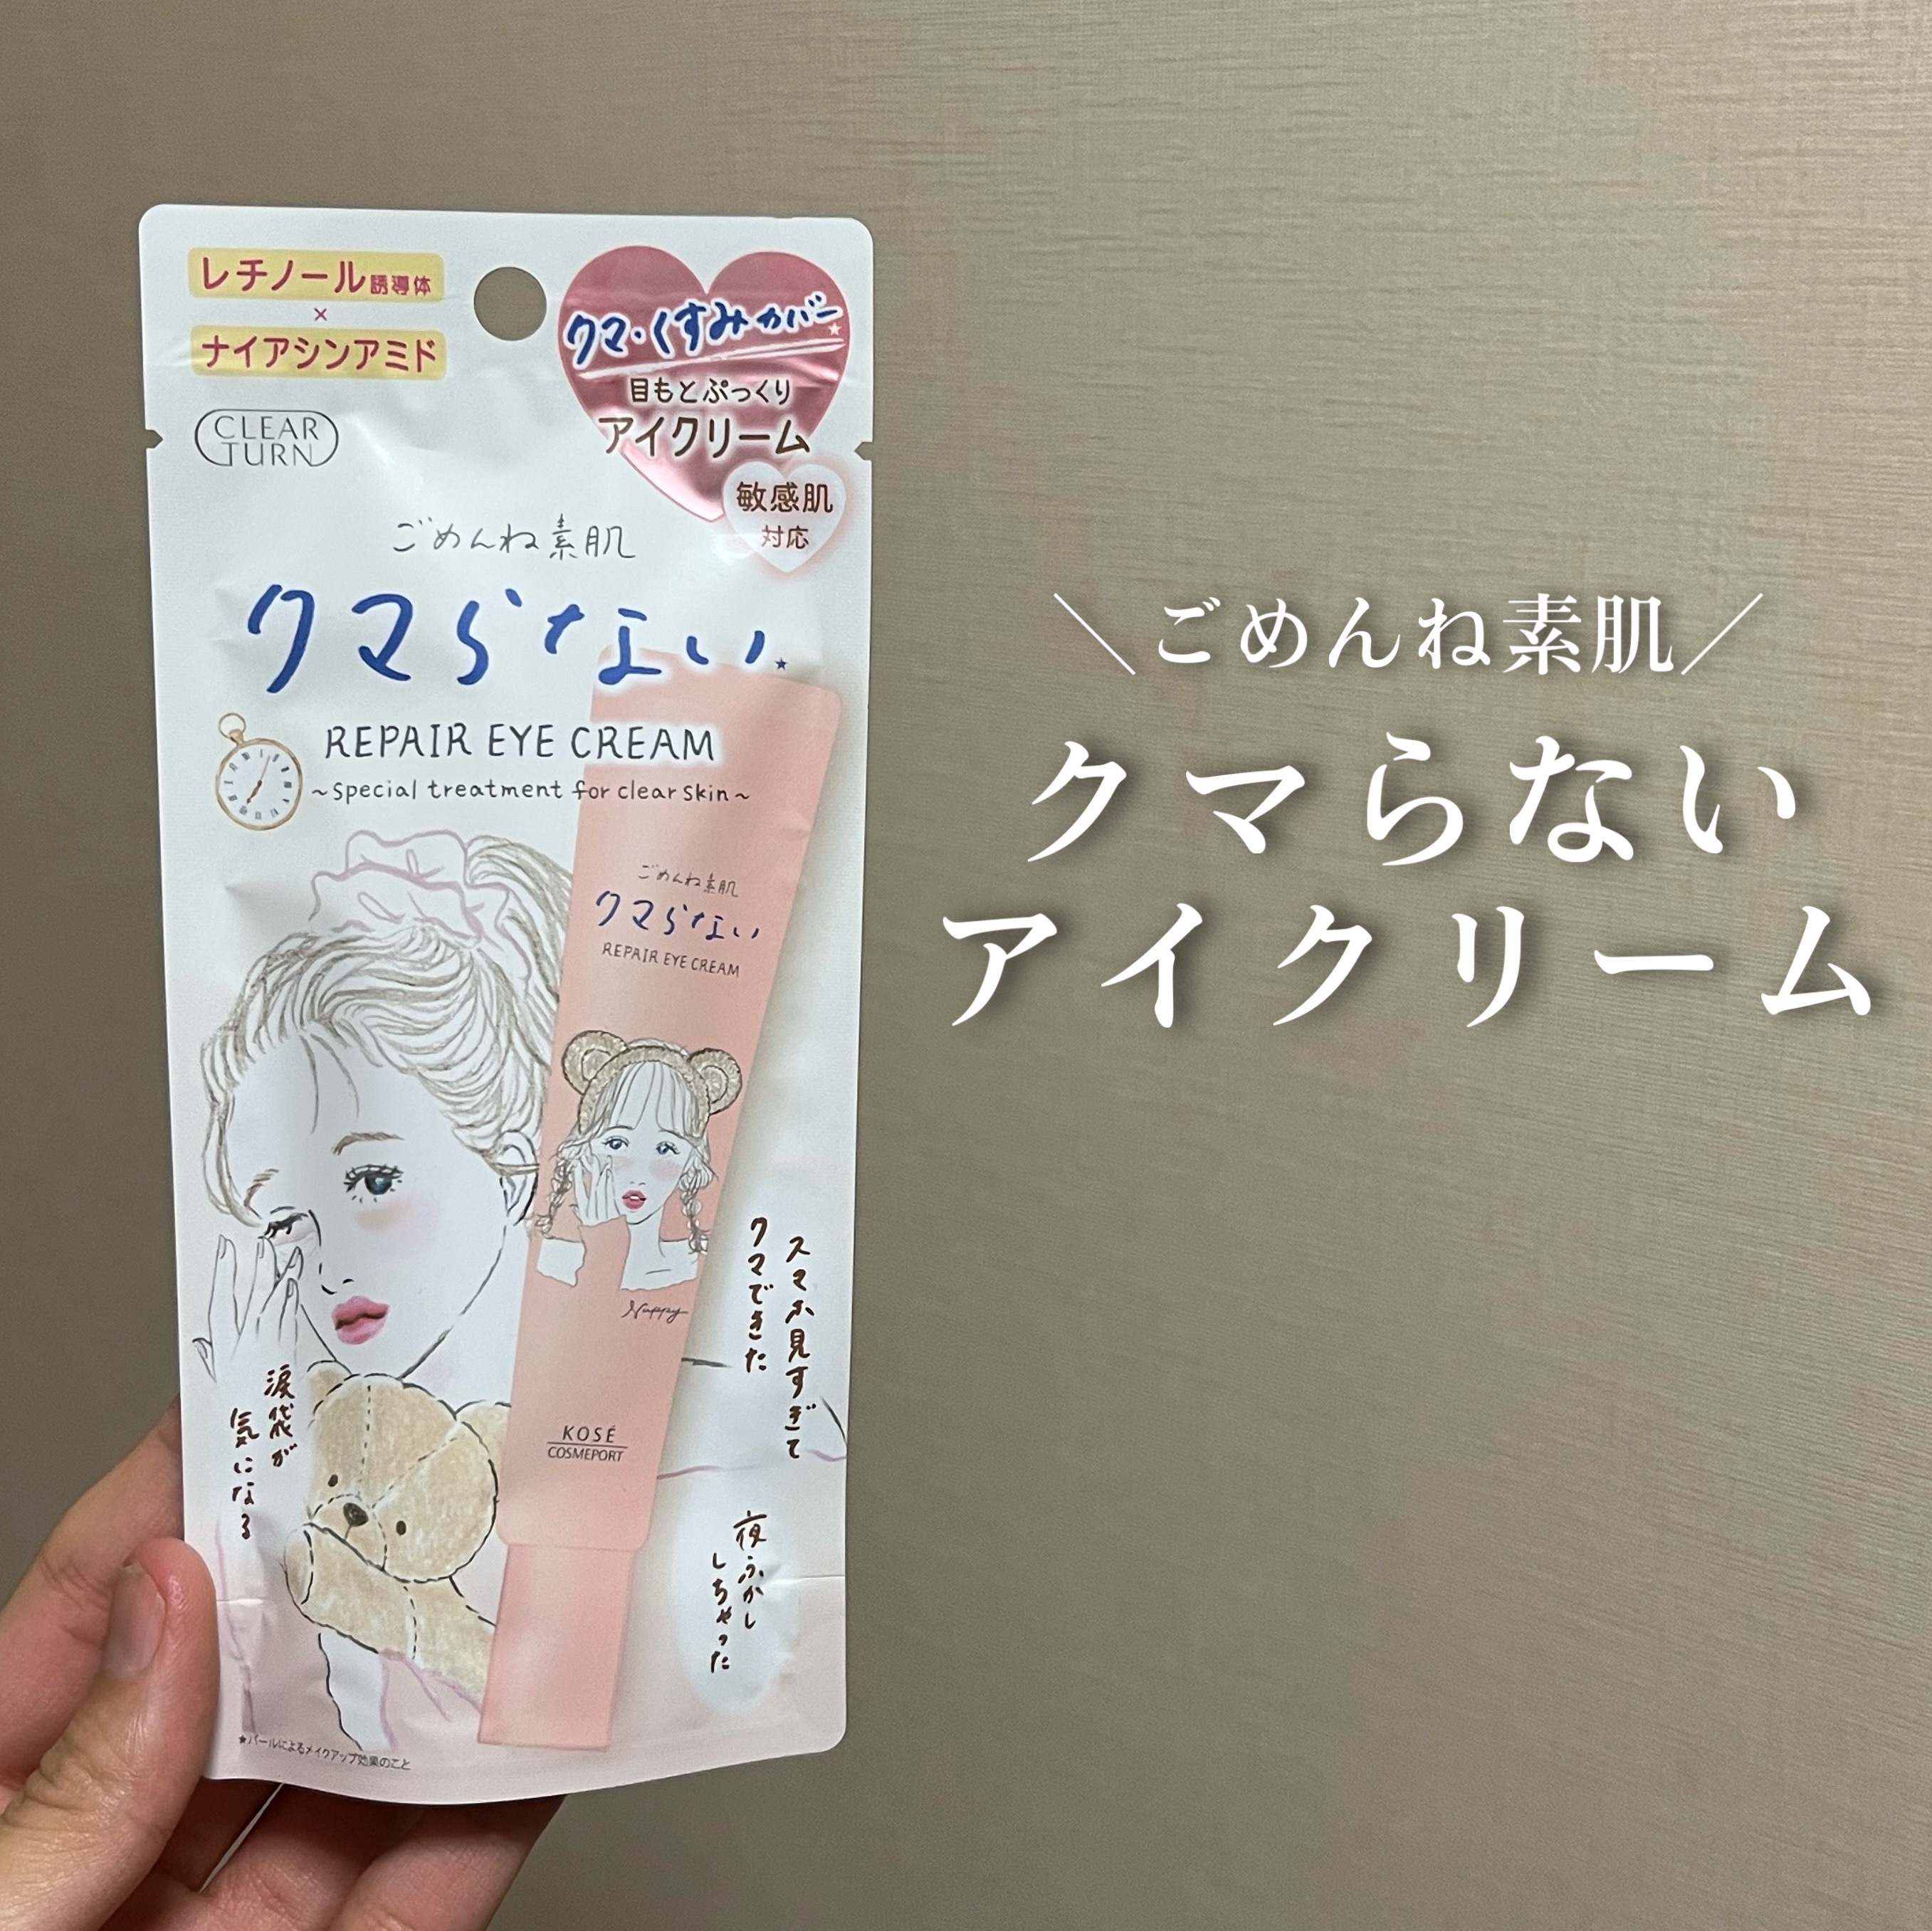 レチノール誘導体
×
ナイアシンアミド
クマ・くすみカバー★
目もとぷっくり
アイクリーム
敏感肌
対応
CLEAR
TURN
ごめんね素肌
クマらない★
REPAIR EYE CREAM
~special treatment for clear skin~
ごめんね素肌
クマらない
REPAIR EYE CREAM
Nuppy
KOSÉ
COSMEPORT
スマホ見すぎて
クマできた
涙袋が
気になる
夜ふかし
しちゃった
★パールによるメイクアップ効果のこと
＼ごめんね素肌／
クマらない
アイクリーム